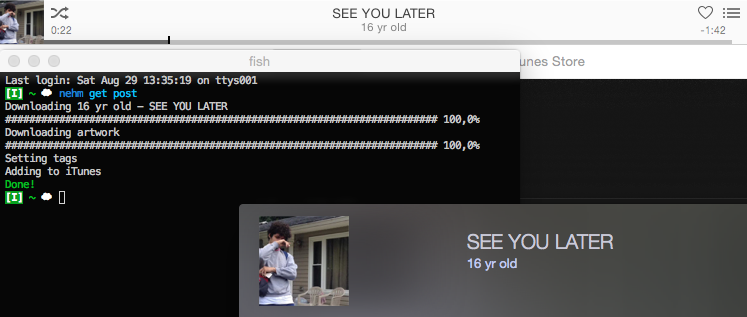 SEE YOU LATER
16 yr old
0:22
-1:42
fish
unes Store
Last login: Sat Aug 29 13:35:19 on ttys001
[I] ~ nehm get post
Downloading 16 yr old – SEE YOU LATER
######################################################################## 100,0%
Downloading artwork
######################################################################## 100,0%
Setting tags
Adding to iTunes
Done!
[I] ~
SEE YOU LATER
16 yr old